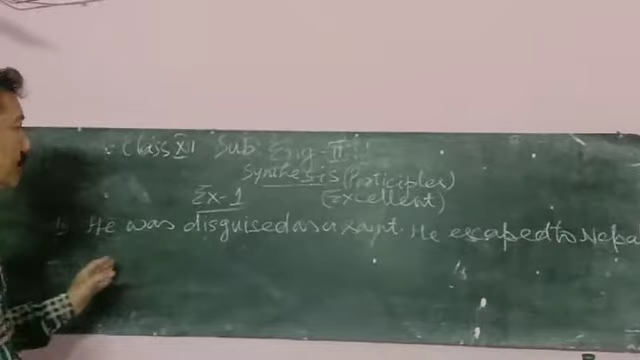 Class XII Sub Eng-II
Synthesis (Participles)
Ex-1 (Excellent)
1. He was disguised as a saint. He escaped to Nepal